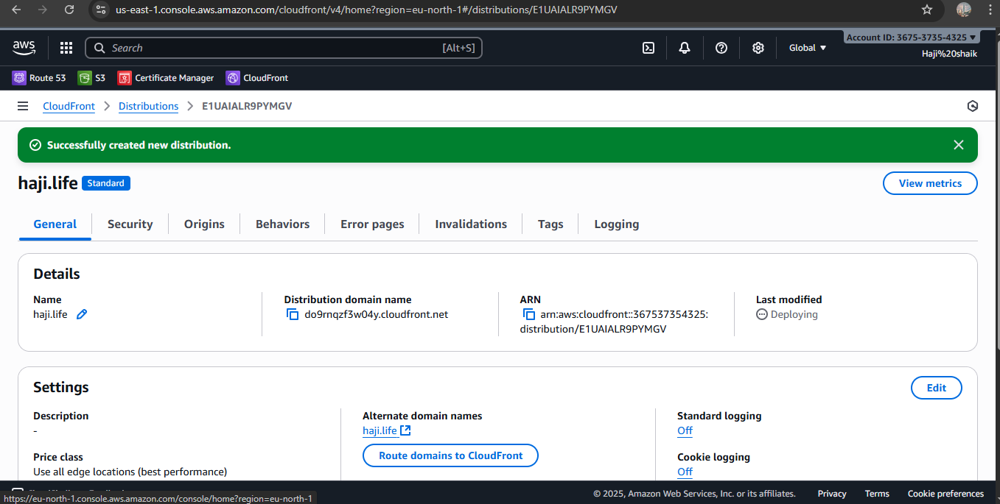 us-east-1.console.aws.amazon.com/cloudfront/v4/home?region=eu-north-1#/distributions/E1UAIALR9PYMGV
aws
Search [Alt+S]
Global
Account ID: 3675-3735-4325
Haji%20shaik
Route 53 S3 Certificate Manager CloudFront
CloudFront Distributions E1UAIALR9PYMGV
Successfully created new distribution.
haji.life Standard
View metrics
General Security Origins Behaviors Error pages Invalidations Tags Logging
Details
Name
haji.life
Distribution domain name
do9rnqzf3w04y.cloudfront.net
ARN
arn:aws:cloudfront::367537354325:
distribution/E1UAIALR9PYMGV
Last modified
Deploying
Settings
Edit
Description
-
Price class
Use all edge locations (best performance)
Alternate domain names
haji.life
Route domains to CloudFront
Standard logging
Off
Cookie logging
Off
© 2025, Amazon Web Services, Inc. or its affiliates. Privacy Terms Cookie preferences
https://eu-north-1.console.aws.amazon.com/console/home?region=eu-north-1